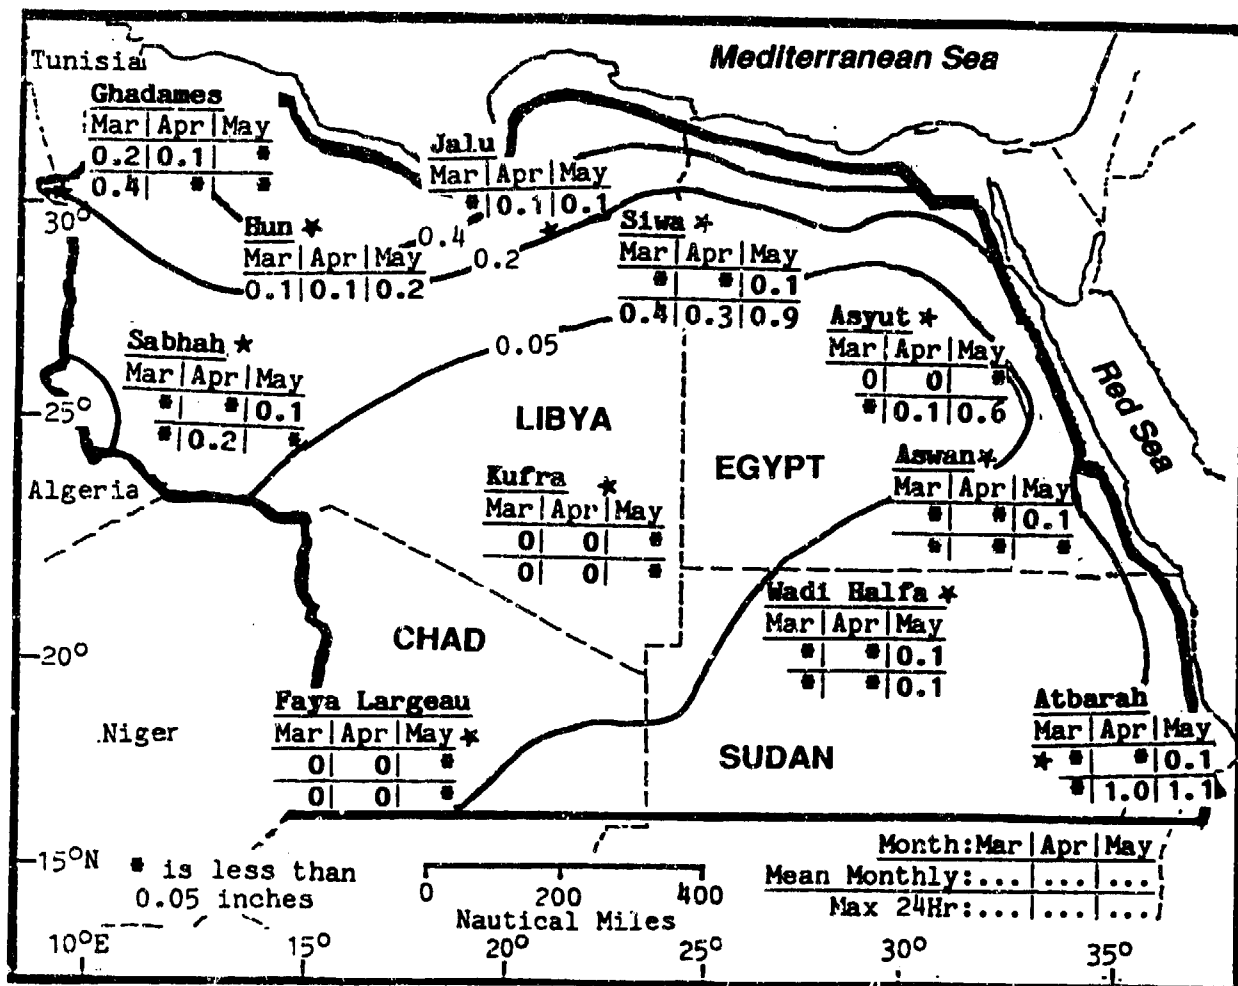 Mediterranean Sea
Tunisia
Ghadames
Mar|Apr|May
0.2|0.1| *
0.4| *| *
Jalu
Mar|Apr|May
*|0.1|0.1
30°
Hun *
Mar|Apr|May
0.1|0.1|0.2
0.4
0.2
*
Siwa *
Mar|Apr|May
*| *|0.1
0.4|0.3|0.9
Asyut *
Mar|Apr|May
0| 0| *
*|0.1|0.6
Red Sea
Sabhah *
Mar|Apr|May
*| *|0.1
*|0.2| *
0.05
25°
LIBYA
EGYPT
Aswan *
Mar|Apr|May
*| *|0.1
*| *| *
Algeria
Kufra *
Mar|Apr|May
0| 0| *
0| 0| *
Wadi Halfa *
Mar|Apr|May
*| *|0.1
*| *|0.1
CHAD
20°
Faya Largeau
Mar|Apr|May *
0| 0| *
0| 0| *
Niger
SUDAN
Atbarah
Mar|Apr|May
* *| *|0.1
*|1.0|1.1
15°N
* is less than
0.05 inches
0 200 400
Nautical Miles
Month:Mar|Apr|May
Mean Monthly:...|...|...
Max 24Hr:...|...|...
10°E 15° 20° 25° 30° 35°